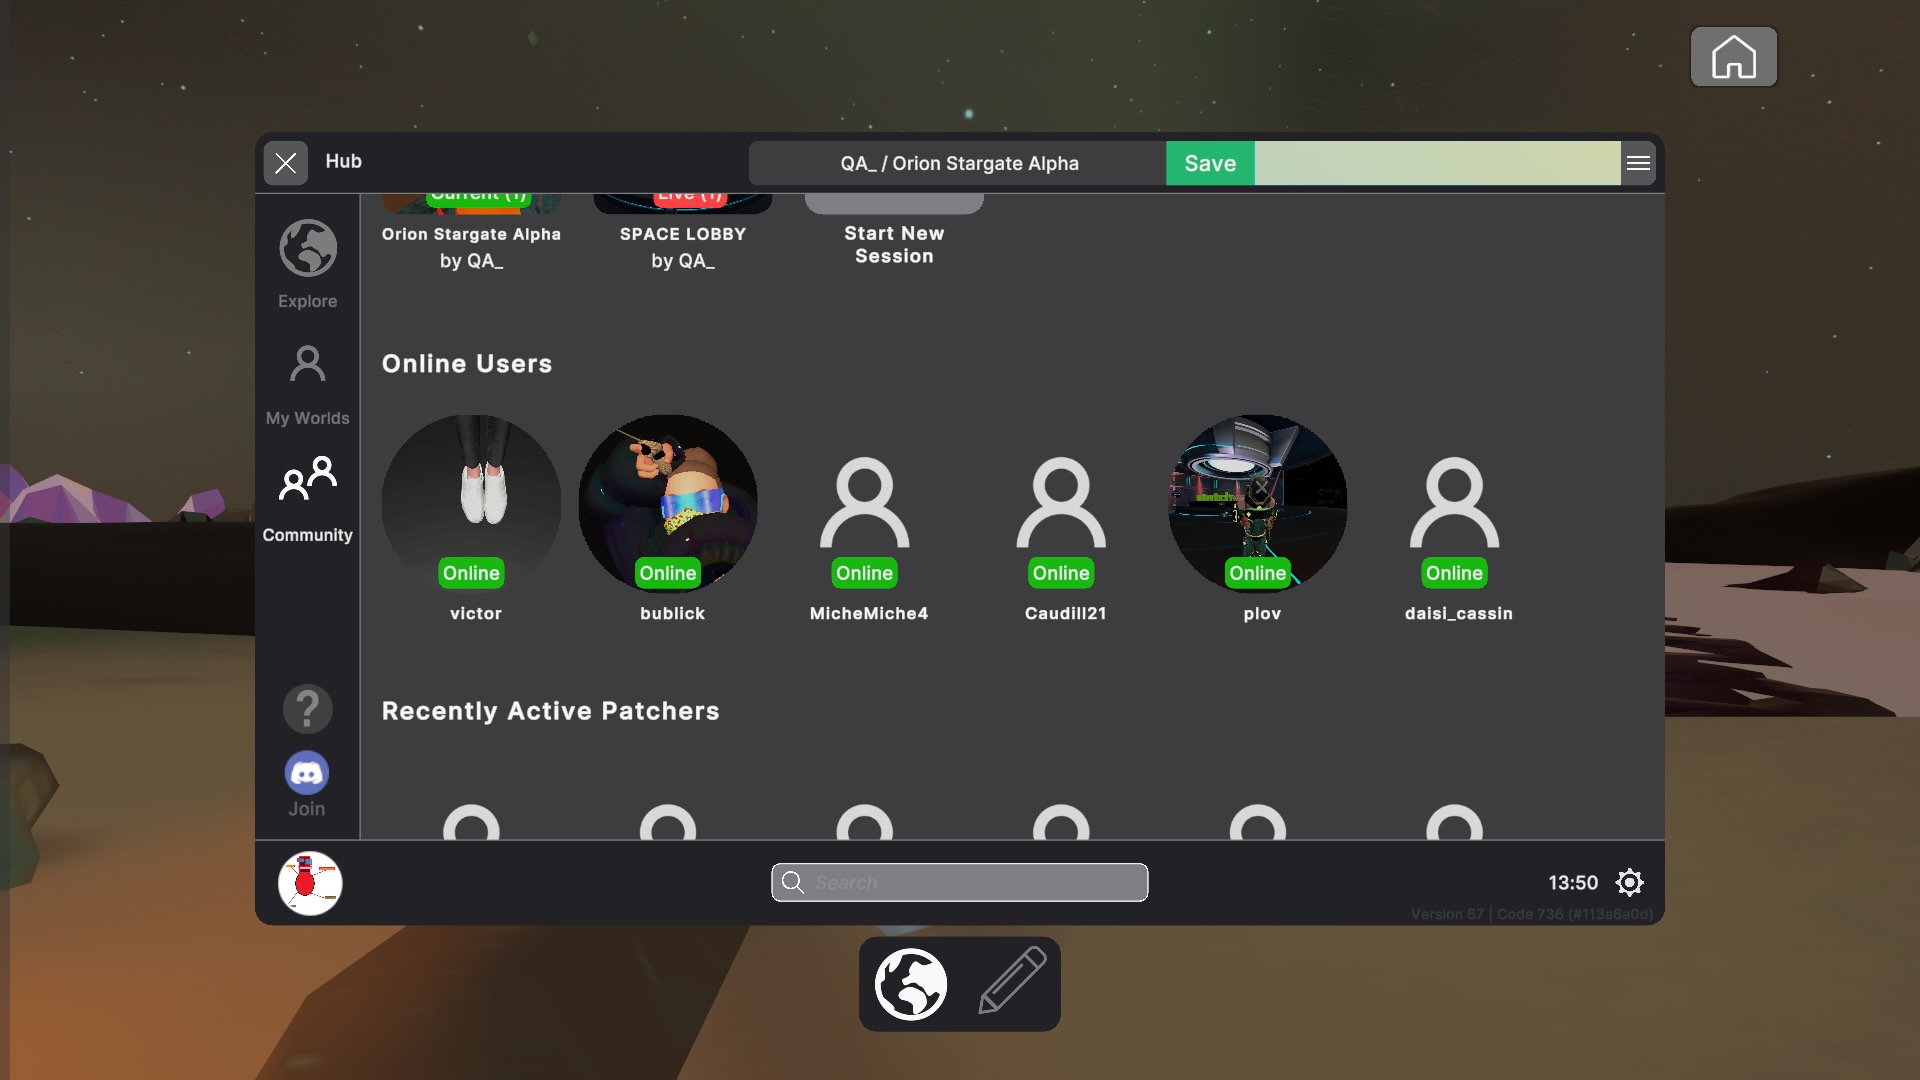 Hub
QA_ / Orion Stargate Alpha
Save
Current (1)
Live (1)
Orion Stargate Alpha
by QA_
SPACE LOBBY
by QA_
Start New
Session
Explore
My Worlds
Community
Join
Online Users
Online
victor
Online
bublick
Online
MicheMiche4
Online
Caudill21
Online
plov
Online
daisi_cassin
Recently Active Patchers
Search
13:50
Version 67 | Code 736 (#113a6a0d)